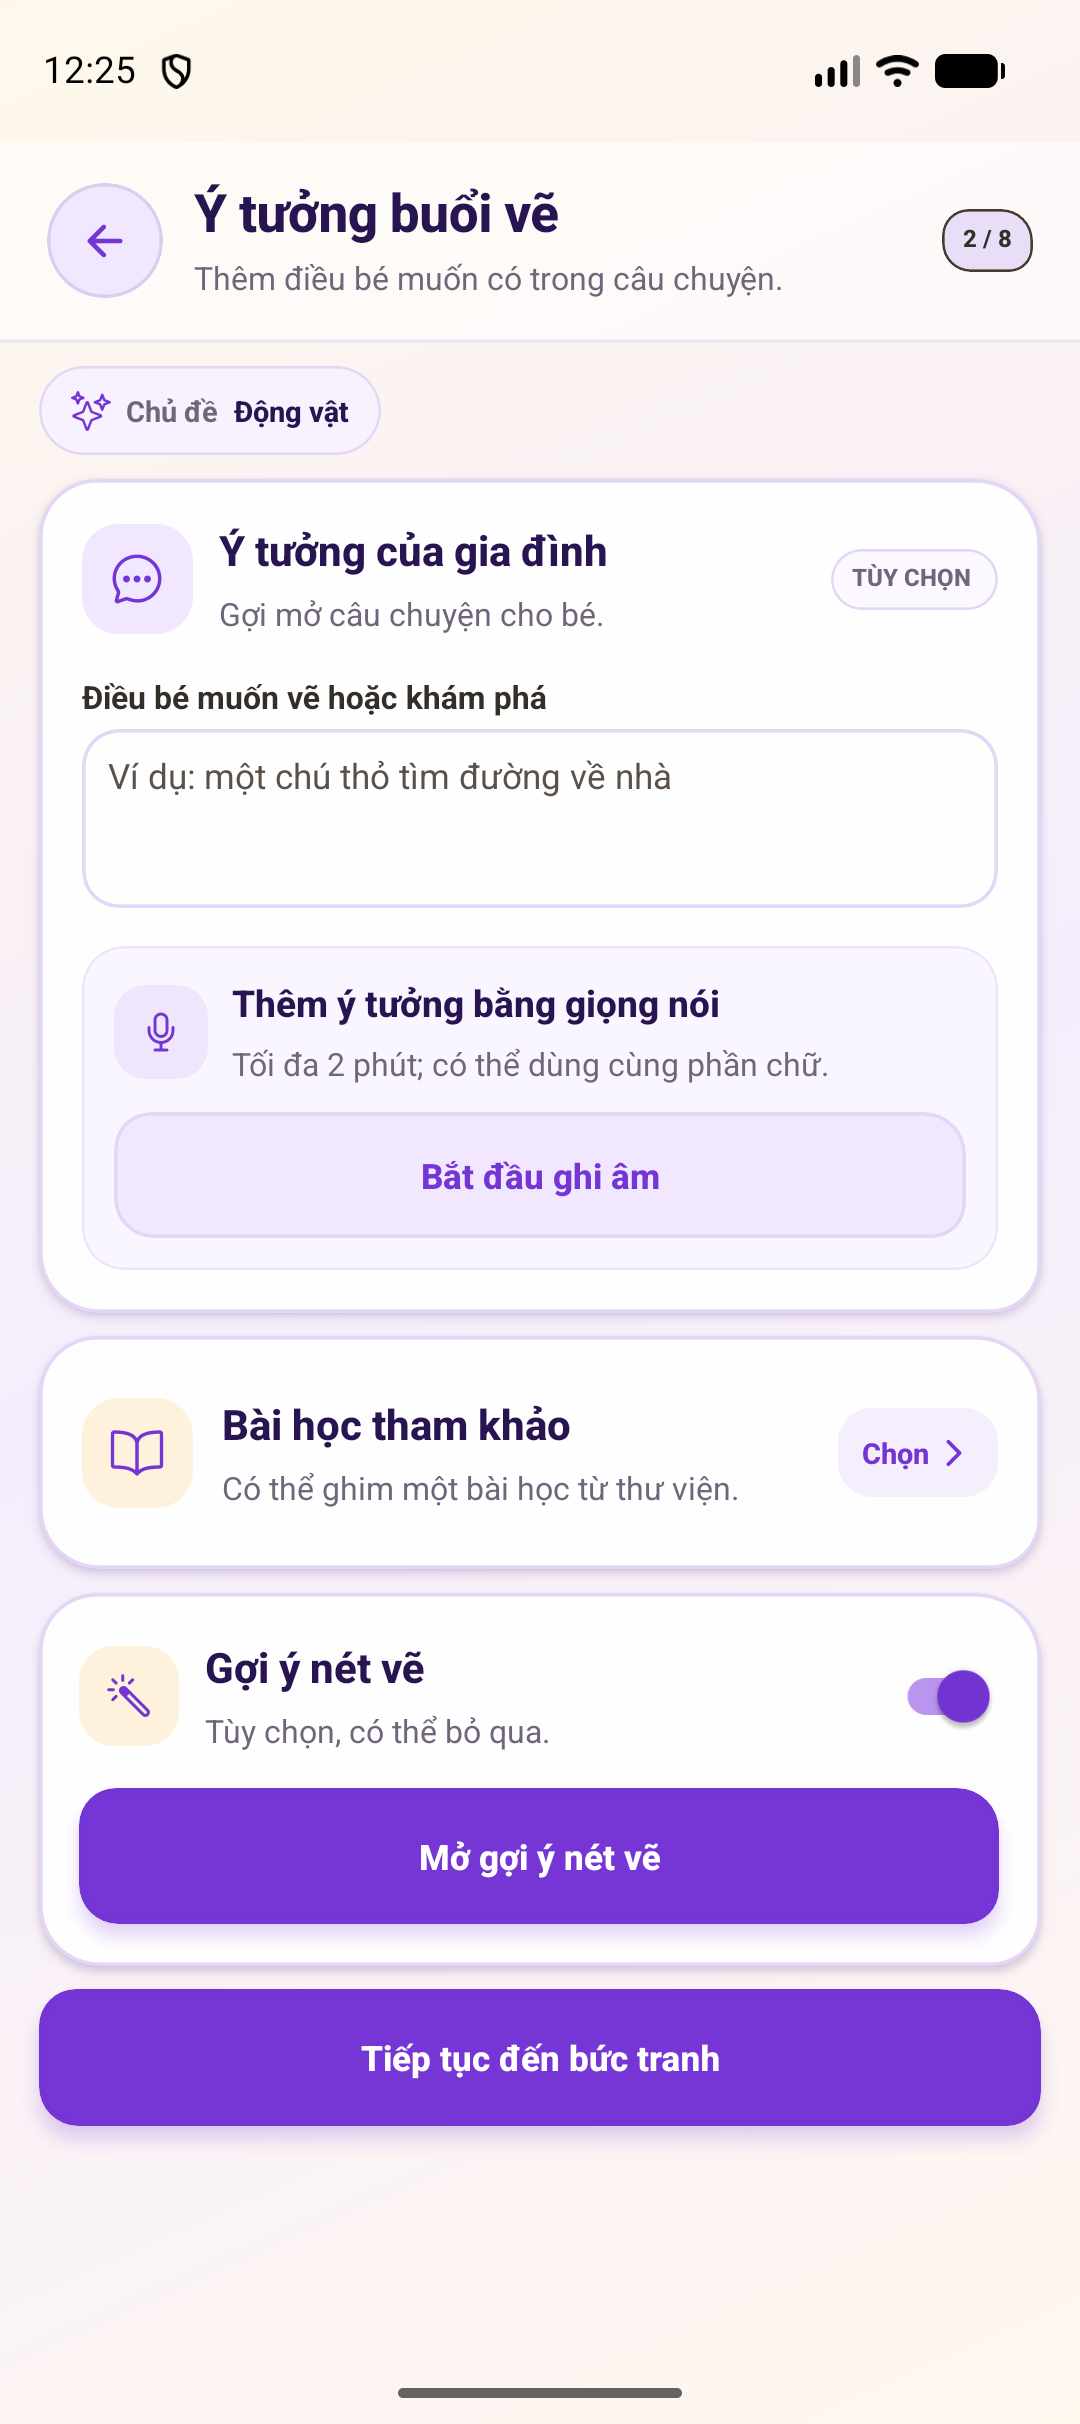 12:25
Ý tưởng buổi vẽ
Thêm điều bé muốn có trong câu chuyện.
2 / 8
Chủ đề Động vật
Ý tưởng của gia đình
Gợi mở câu chuyện cho bé.
TÙY CHỌN
Điều bé muốn vẽ hoặc khám phá
Ví dụ: một chú thỏ tìm đường về nhà
Thêm ý tưởng bằng giọng nói
Tối đa 2 phút; có thể dùng cùng phần chữ.
Bắt đầu ghi âm
Bài học tham khảo
Có thể ghim một bài học từ thư viện.
Chọn
Gợi ý nét vẽ
Tùy chọn, có thể bỏ qua.
Mở gợi ý nét vẽ
Tiếp tục đến bức tranh